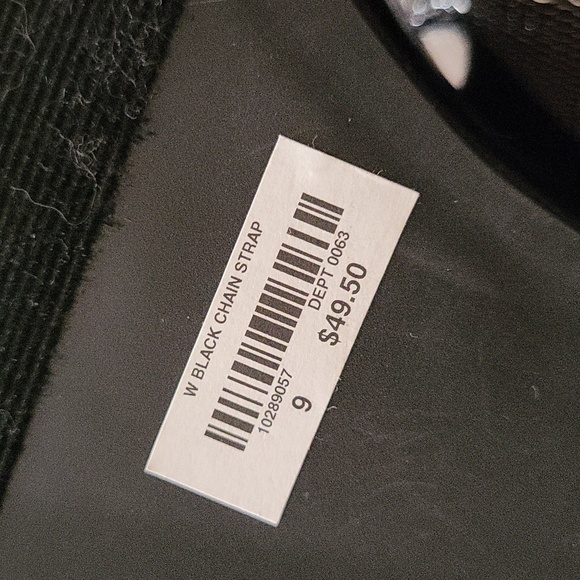 W BLACK CHAIN STRAP
10289057 DEPT 0063
9 $49.50